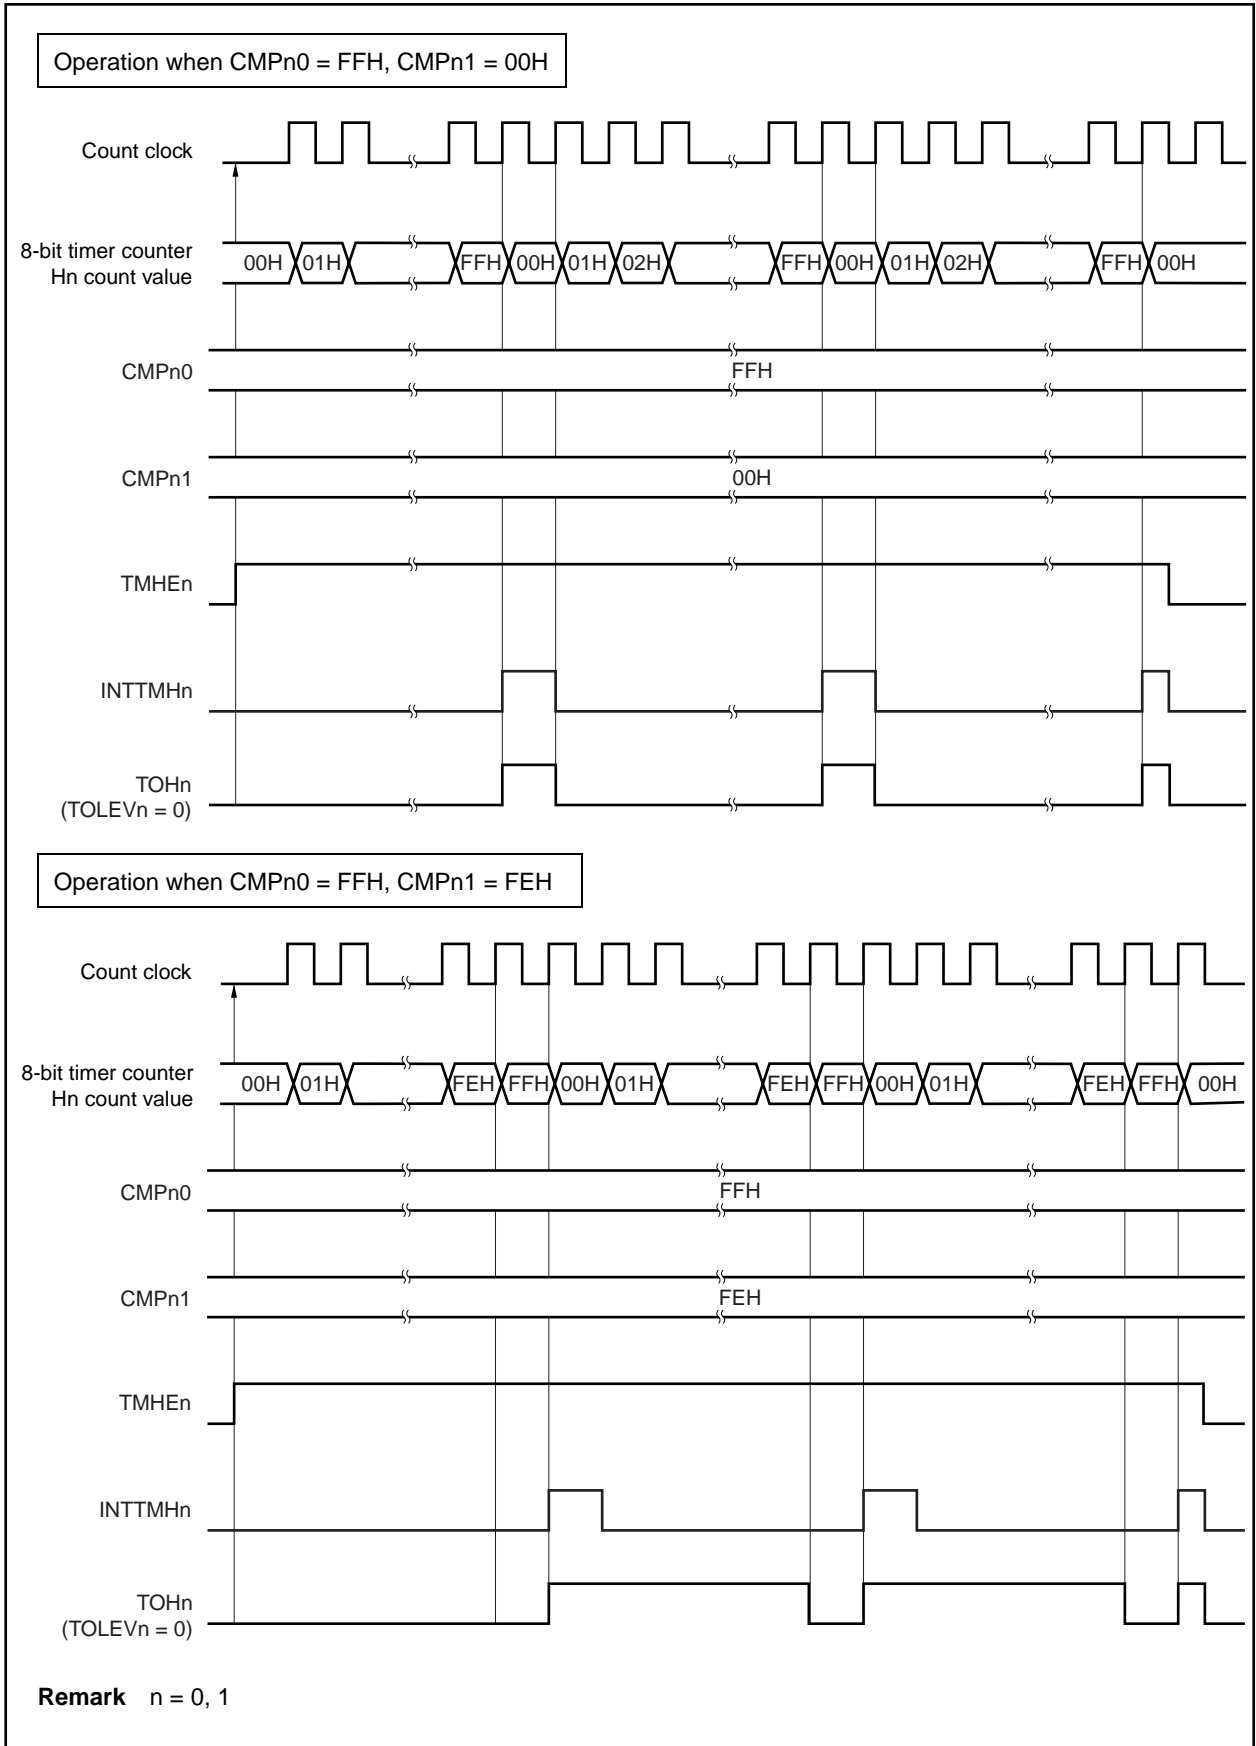 Operation when CMPn0 = FFH, CMPn1 = 00H
Count clock
8-bit timer counter
Hn count value
00H 01H FFH 00H 01H 02H FFH 00H 01H 02H FFH 00H
CMPn0 FFH
CMPn1 00H
TMHEn
INTTMHn
TOHn
(TOLEVn = 0)
Operation when CMPn0 = FFH, CMPn1 = FEH
Count clock
8-bit timer counter
Hn count value
00H 01H FEH FFH 00H 01H FEH FFH 00H 01H FEH FFH 00H
CMPn0 FFH
CMPn1 FEH
TMHEn
INTTMHn
TOHn
(TOLEVn = 0)
Remark n = 0, 1